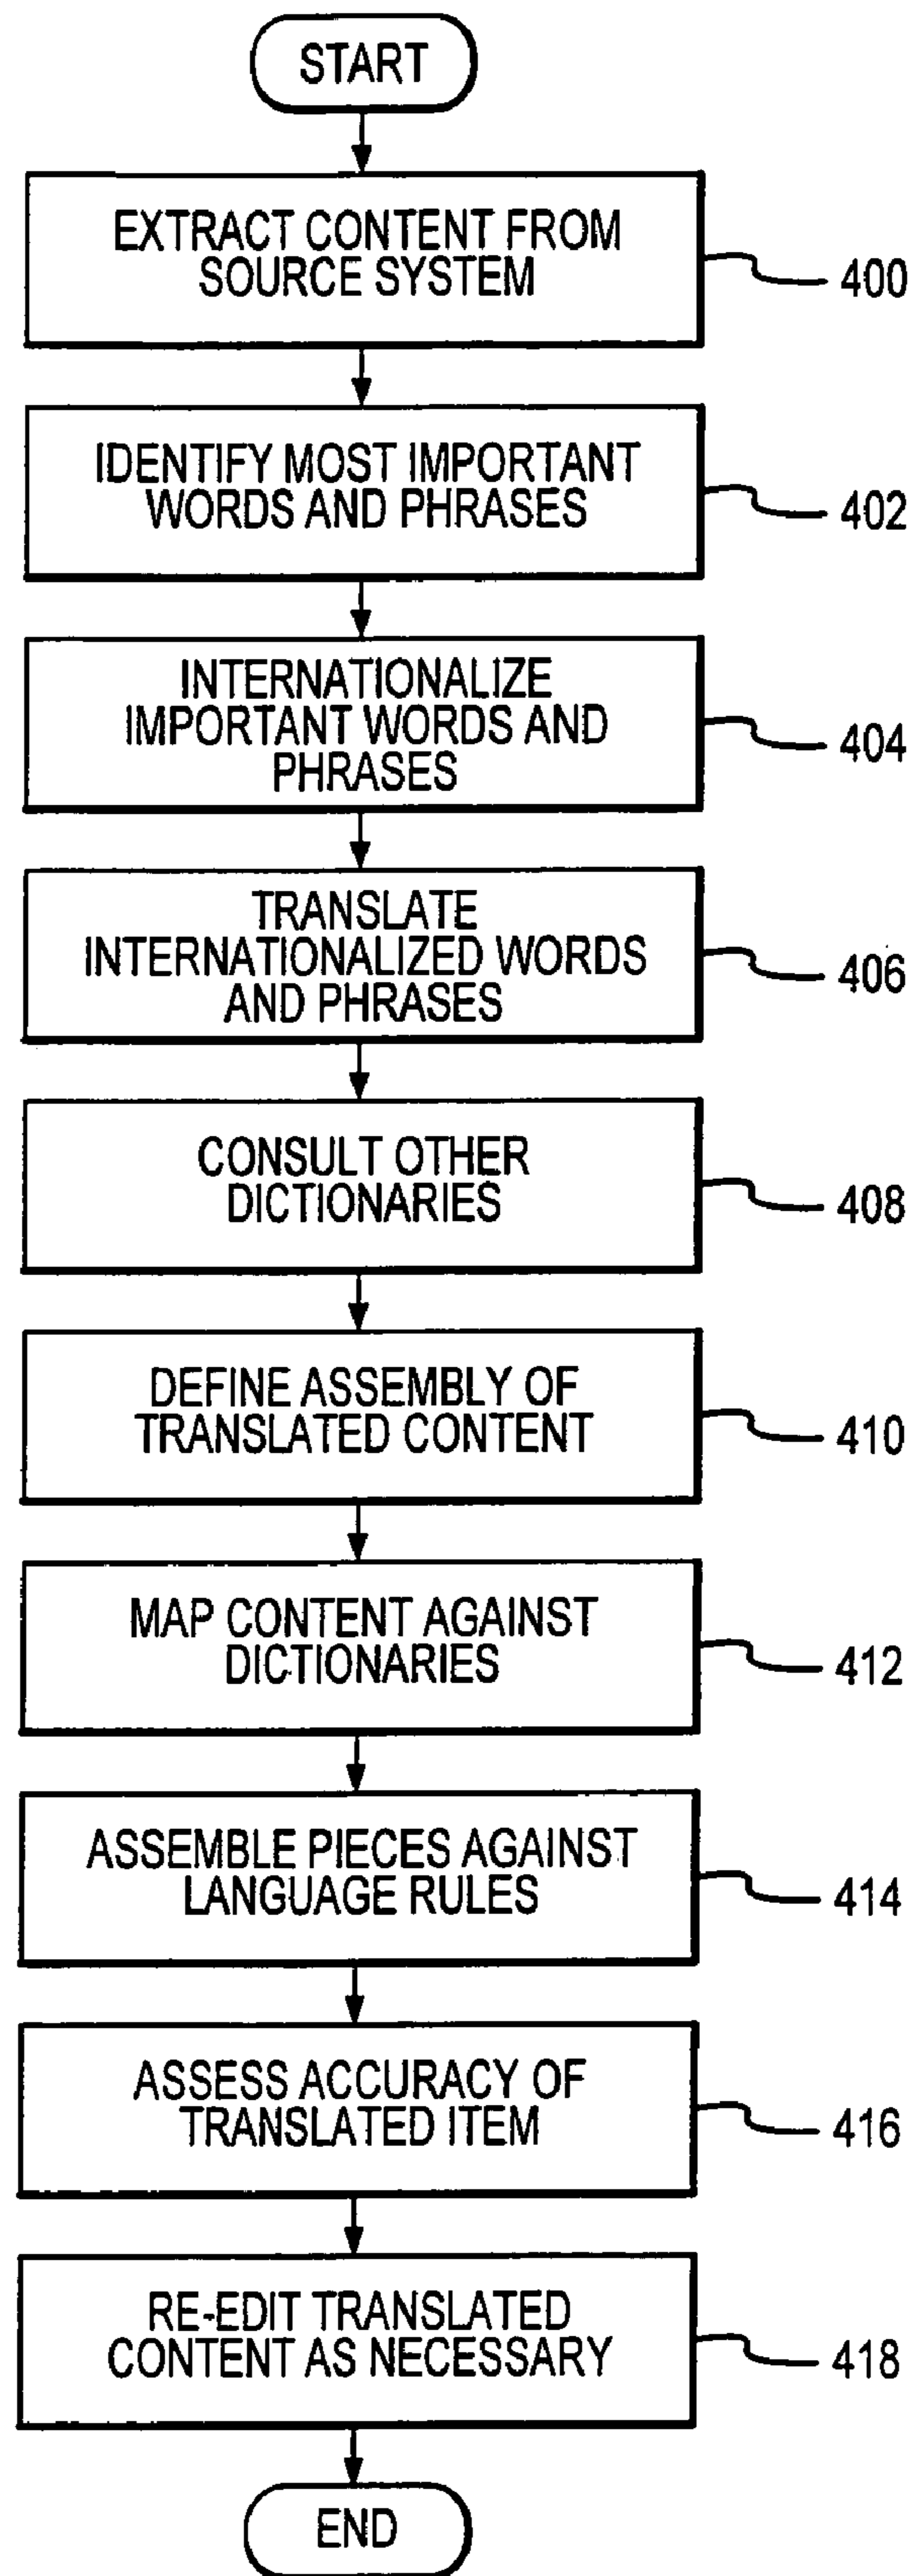 START
EXTRACT CONTENT FROM
SOURCE SYSTEM
400
IDENTIFY MOST IMPORTANT
WORDS AND PHRASES
402
INTERNATIONALIZE
IMPORTANT WORDS AND
PHRASES
404
TRANSLATE
INTERNATIONALIZED WORDS
AND PHRASES
406
CONSULT OTHER
DICTIONARIES
408
DEFINE ASSEMBLY OF
TRANSLATED CONTENT
410
MAP CONTENT AGAINST
DICTIONARIES
412
ASSEMBLE PIECES AGAINST
LANGUAGE RULES
414
ASSESS ACCURACY OF
TRANSLATED ITEM
416
RE-EDIT TRANSLATED
CONTENT AS NECESSARY
418
END